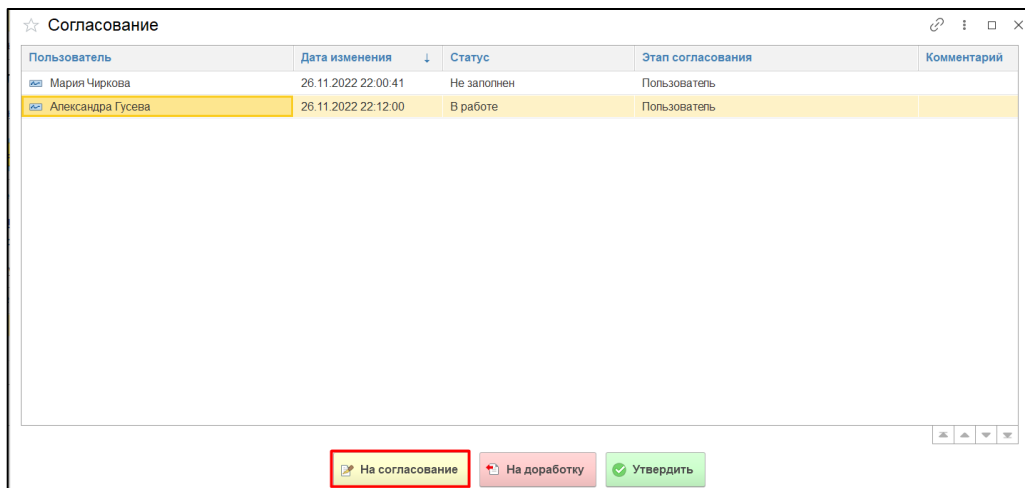 Согласование
Пользователь Дата изменения ↓ Статус Этап согласования Комментарий
Мария Чиркова 26.11.2022 22:00:41 Не заполнен Пользователь
Александра Гусева 26.11.2022 22:12:00 В работе Пользователь
На согласование На доработку Утвердить